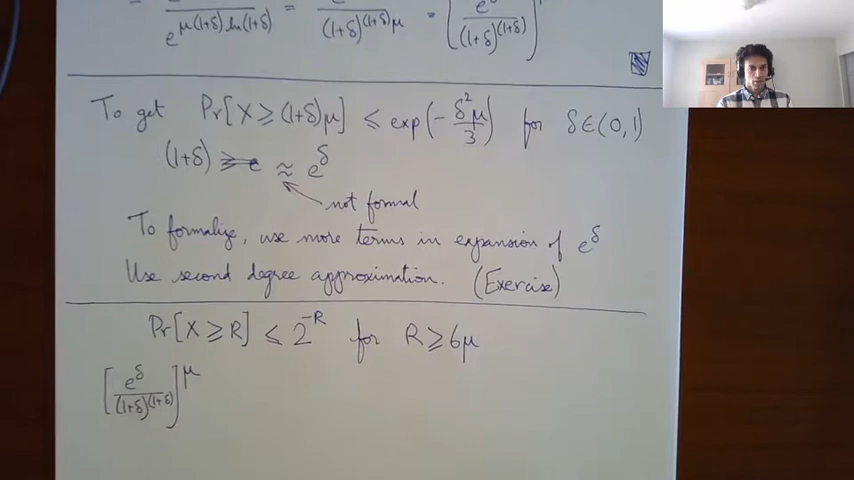 = e / e^{μ(1+δ) ln(1+δ)} = e / (1+δ)^{(1+δ)μ} = [e^δ / (1+δ)^{(1+δ)}]^μ
To get Pr[X ≥ (1+δ)μ] ≤ exp(-δ²μ/3) for δ∈(0,1)
(1+δ) ≥ e ≈ e^δ
not formal
To formalize, use more terms in expansion of e^δ
Use second degree approximation. (Exercise)
Pr[X ≥ R] ≤ 2^{-R} for R ≥ 6μ
[e^δ / (1+δ)^{(1+δ)}]^μ